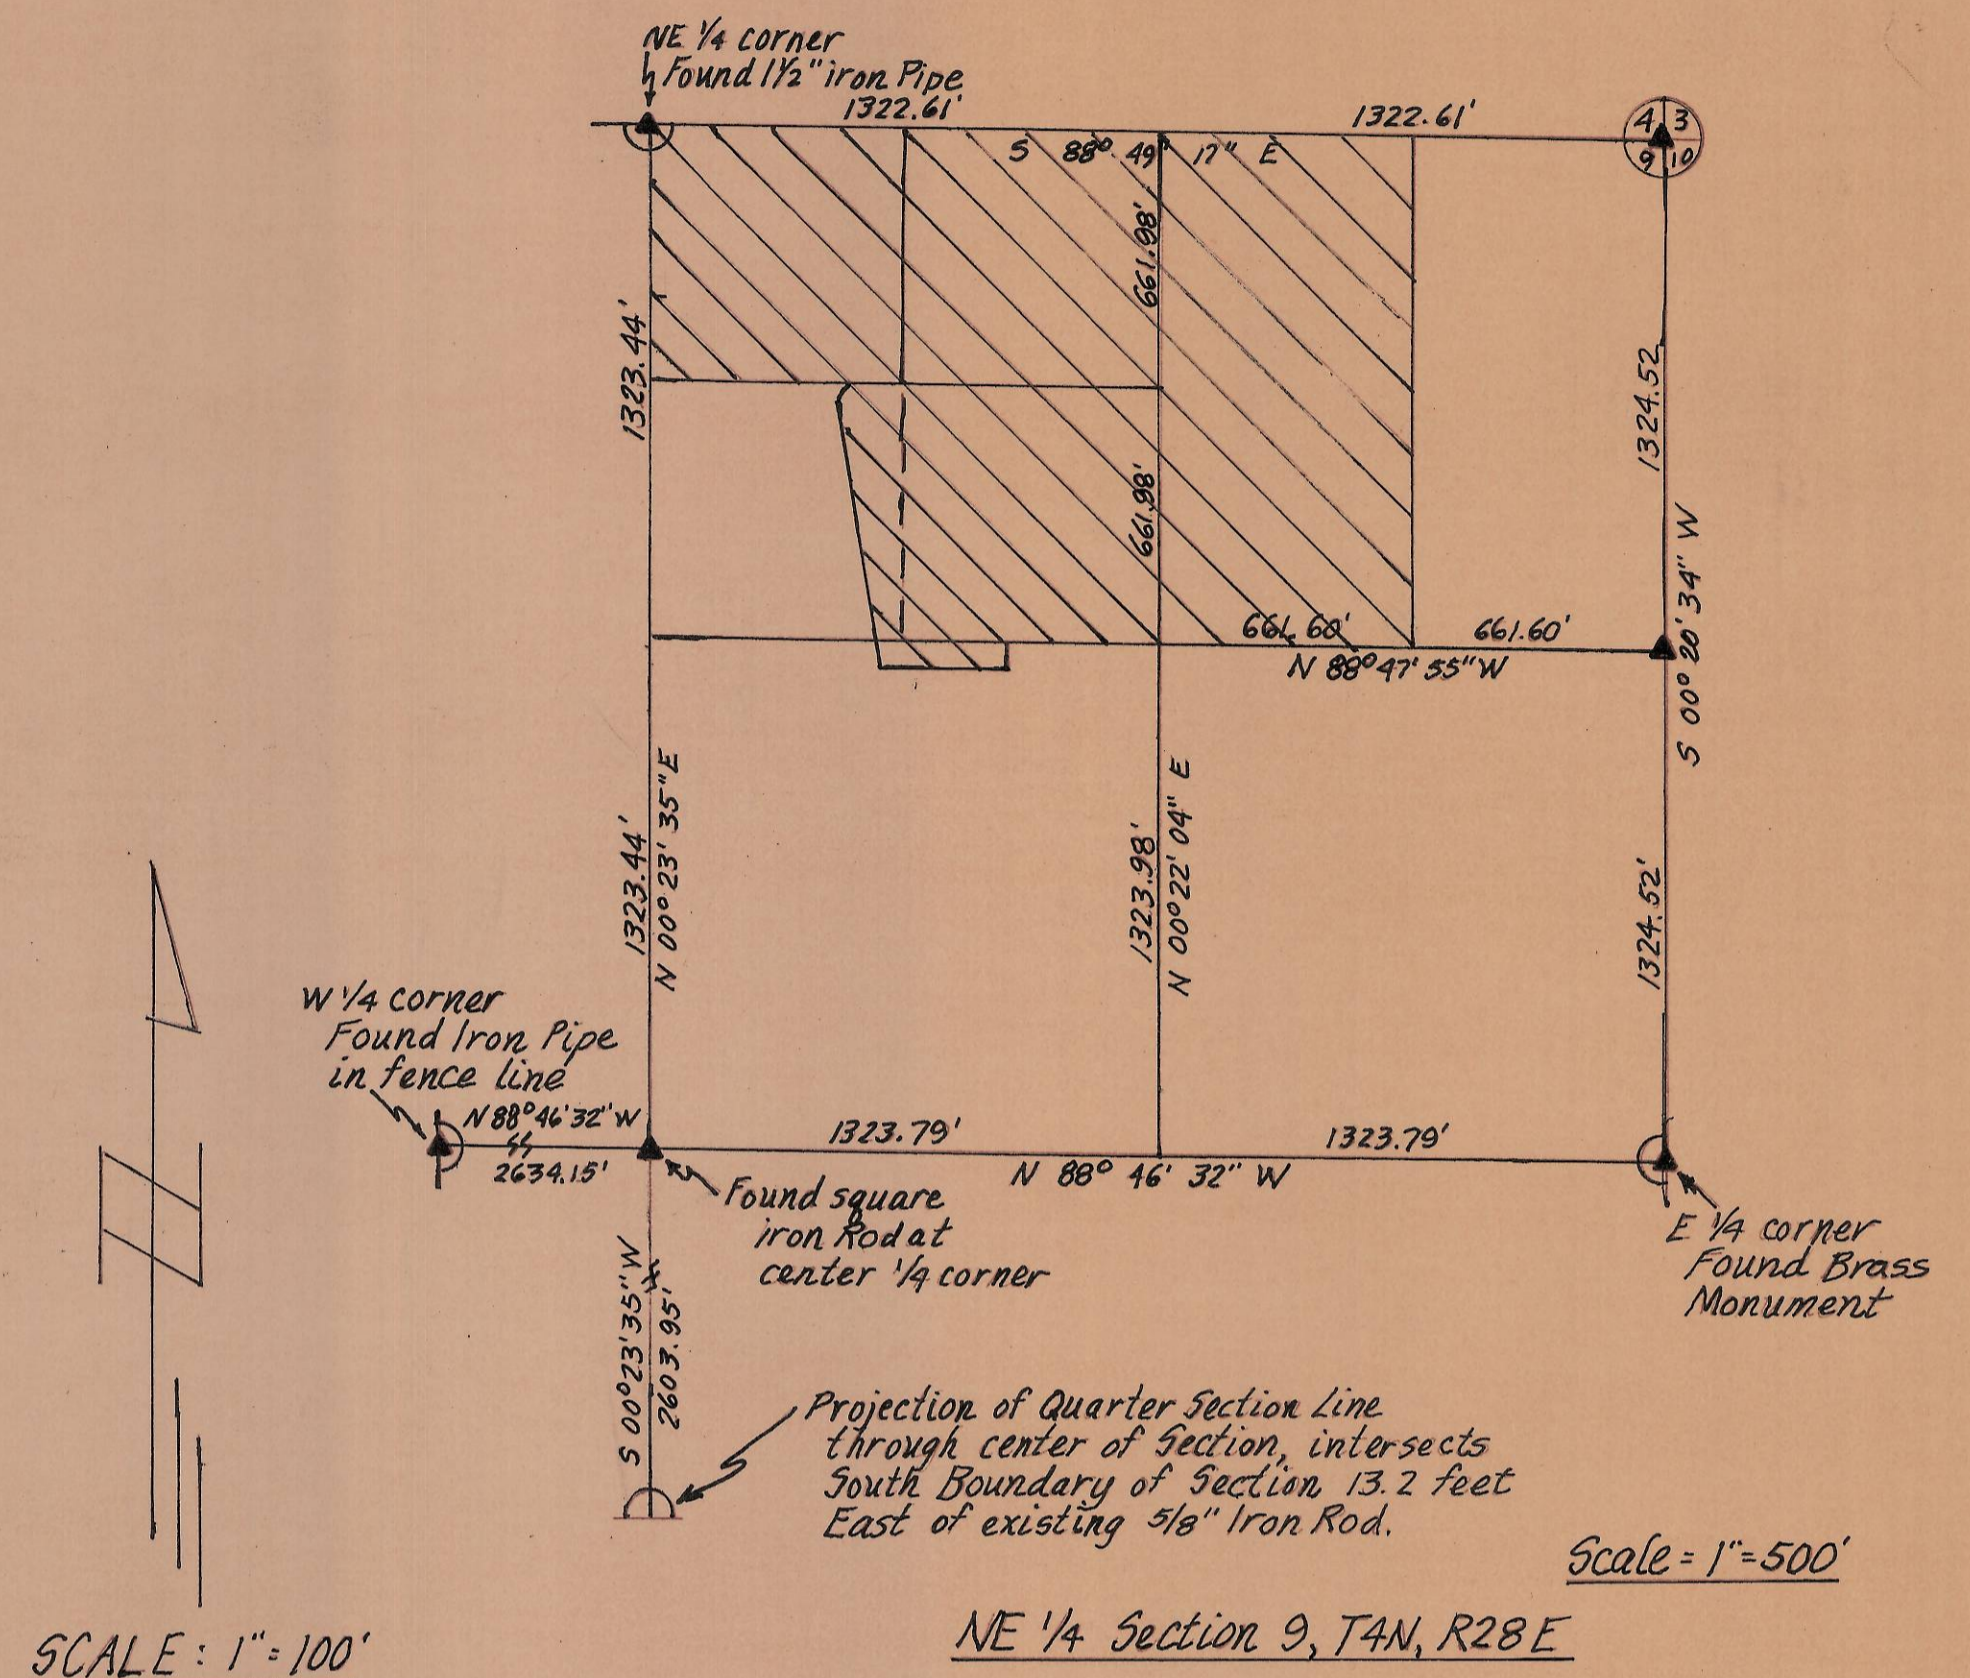 NE 1/4 corner
Found 1 1/2" iron Pipe
1322.61'
1322.61'
4 3
9 10
S 88° 49' 17" E
661.98'
1323.44'
1324.52
661.98'
661.60'
661.60'
N 88° 47' 55" W
S 00° 20' 34" W
1323.44'
N 00° 23' 35" E
1323.98'
N 00° 22' 04" E
1324.52'
W 1/4 corner
Found Iron Pipe
in fence line
N 88° 46' 32" W
2634.15'
1323.79'
1323.79'
N 88° 46' 32" W
Found square
iron Rod at
center 1/4 corner
E 1/4 corner
Found Brass
Monument
S 00° 23' 35" W
2603.95'
Projection of Quarter Section Line
through center of Section, intersects
South Boundary of Section 13.2 feet
East of existing 5/8" Iron Rod.
Scale = 1" = 500'
NE 1/4 Section 9, T4N, R28E
N
SCALE : 1" = 100'